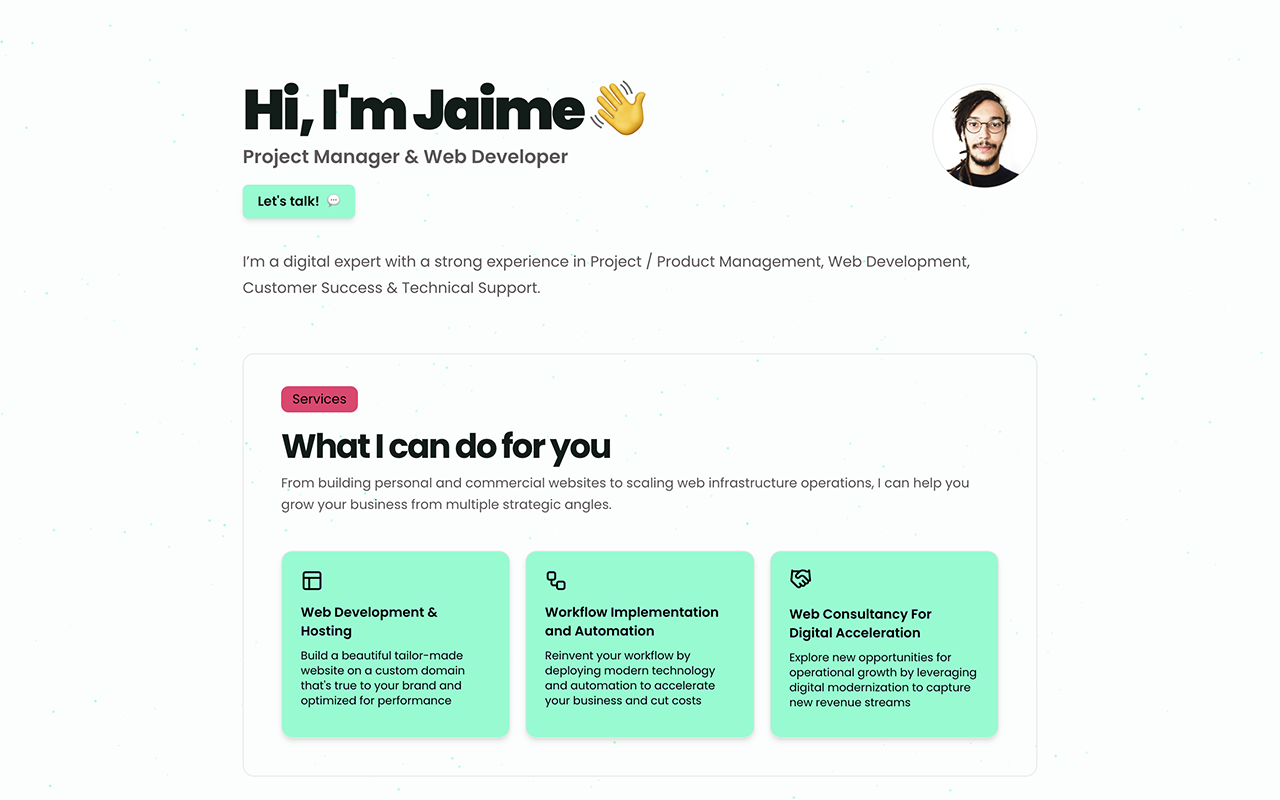 Hi, I'm Jaime 👋
Project Manager & Web Developer
Let's talk! 💬
I’m a digital expert with a strong experience in Project / Product Management, Web Development,
Customer Success & Technical Support.
Services
What I can do for you
From building personal and commercial websites to scaling web infrastructure operations, I can help you
grow your business from multiple strategic angles.
Web Development &
Hosting
Build a beautiful tailor-made
website on a custom domain
that's true to your brand and
optimized for performance
Workflow Implementation
and Automation
Reinvent your workflow by
deploying modern technology
and automation to accelerate
your business and cut costs
Web Consultancy For
Digital Acceleration
Explore new opportunities for
operational growth by leveraging
digital modernization to capture
new revenue streams